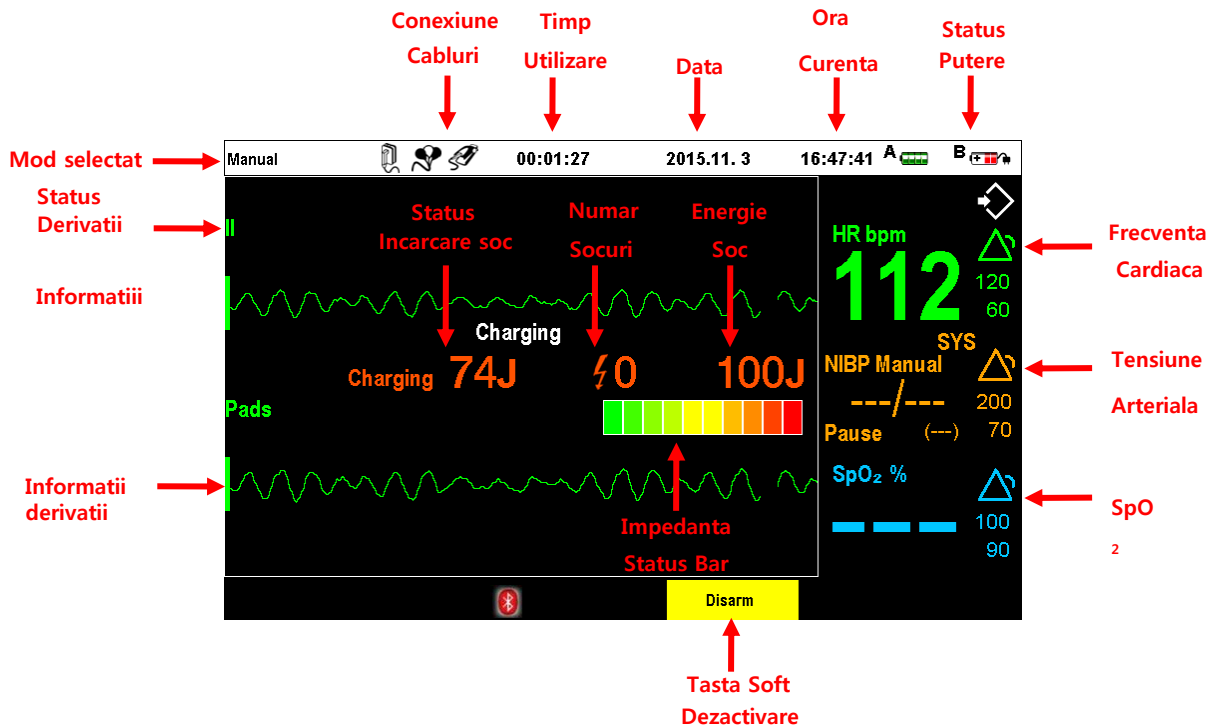 Conexiune
Cabluri
Timp
Utilizare
Data
Ora
Curenta
Status
Putere
Mod selectat
Manual
00:01:27
2015.11. 3
16:47:41
A
B
Status
Derivatii
II
Status
Incarcare soc
Numar
Socuri
Energie
Soc
HR bpm
112
120
60
Frecventa
Cardiaca
Informatiii
Charging
Charging 74J
0
100J
SYS
NIBP Manual
---/---
200
Pause (---) 70
Tensiune
Arteriala
Pads
Informatii
derivatii
Impedanta
Status Bar
SpO₂ %
---
100
90
SpO
2
Disarm
Tasta Soft
Dezactivare